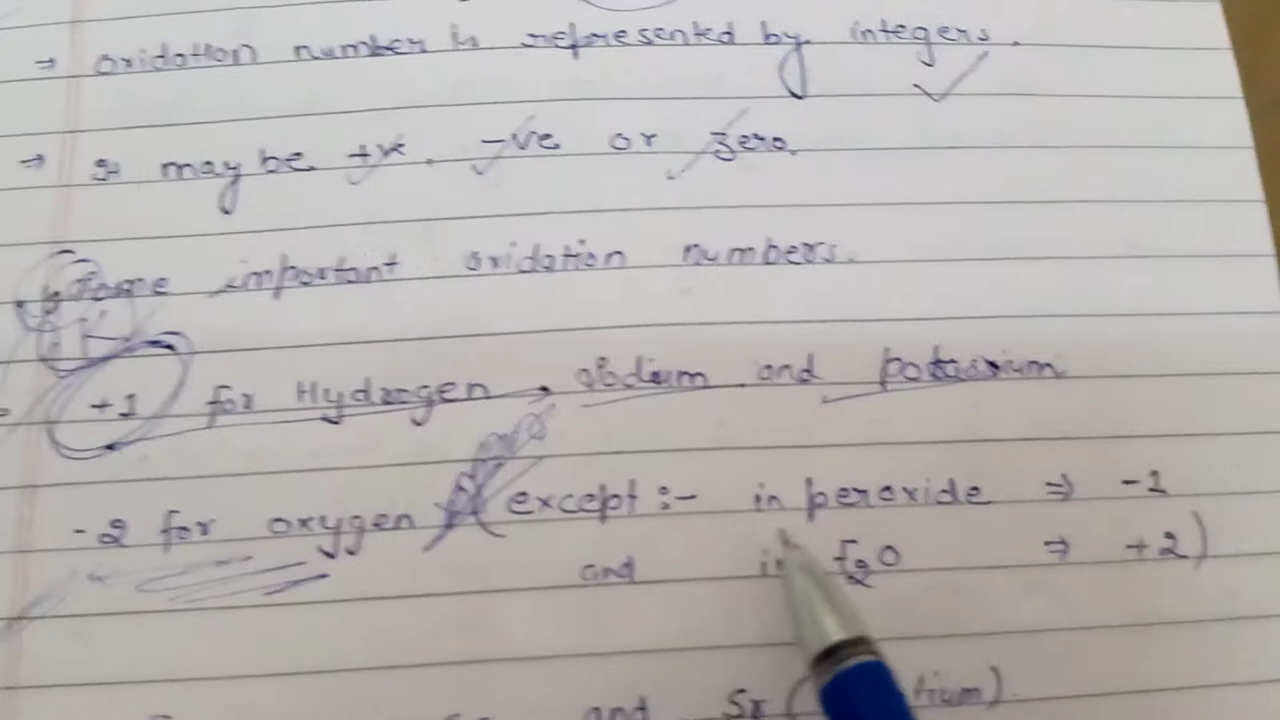 → oxidation number is represented by integers.
→ It may be +ve, -ve or zero.
Some important oxidation numbers.
+1 for Hydrogen, sodium and potassium
-2 for oxygen (except :- in peroxide ⇒ -1
and in F2O ⇒ +2)
and Sr (